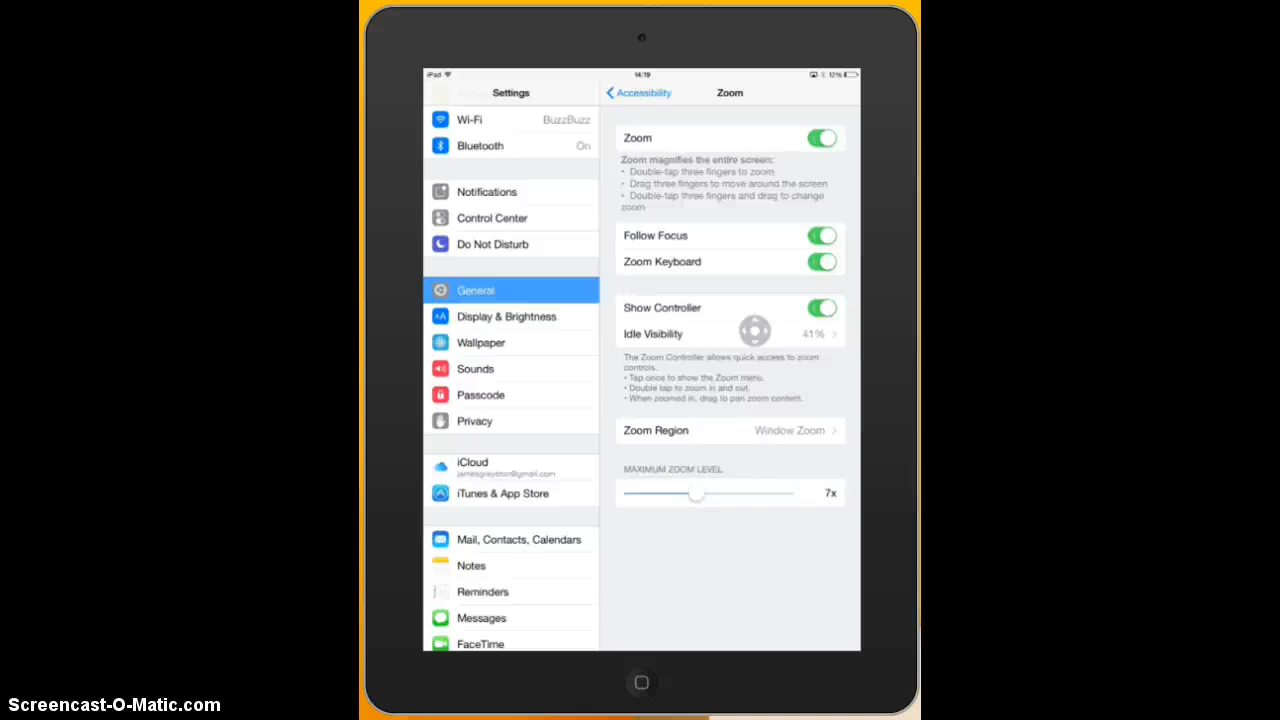 iPad
14:19
12%
Settings
Accessibility
Zoom
Wi-Fi
BuzzBuzz
Bluetooth
On
Notifications
Control Center
Do Not Disturb
General
Display & Brightness
Wallpaper
Sounds
Passcode
Privacy
iCloud
jamesgreytton@gmail.com
iTunes & App Store
Mail, Contacts, Calendars
Notes
Reminders
Messages
FaceTime
Zoom
Zoom magnifies the entire screen:
• Double-tap three fingers to zoom
• Drag three fingers to move around the screen
• Double-tap three fingers and drag to change
zoom
Follow Focus
Zoom Keyboard
Show Controller
Idle Visibility
41%
The Zoom Controller allows quick access to zoom
controls.
• Tap once to show the Zoom menu.
• Double tap to zoom in and out.
• When zoomed in, drag to pan zoom content.
Zoom Region
Window Zoom
MAXIMUM ZOOM LEVEL
7x
Screencast-O-Matic.com